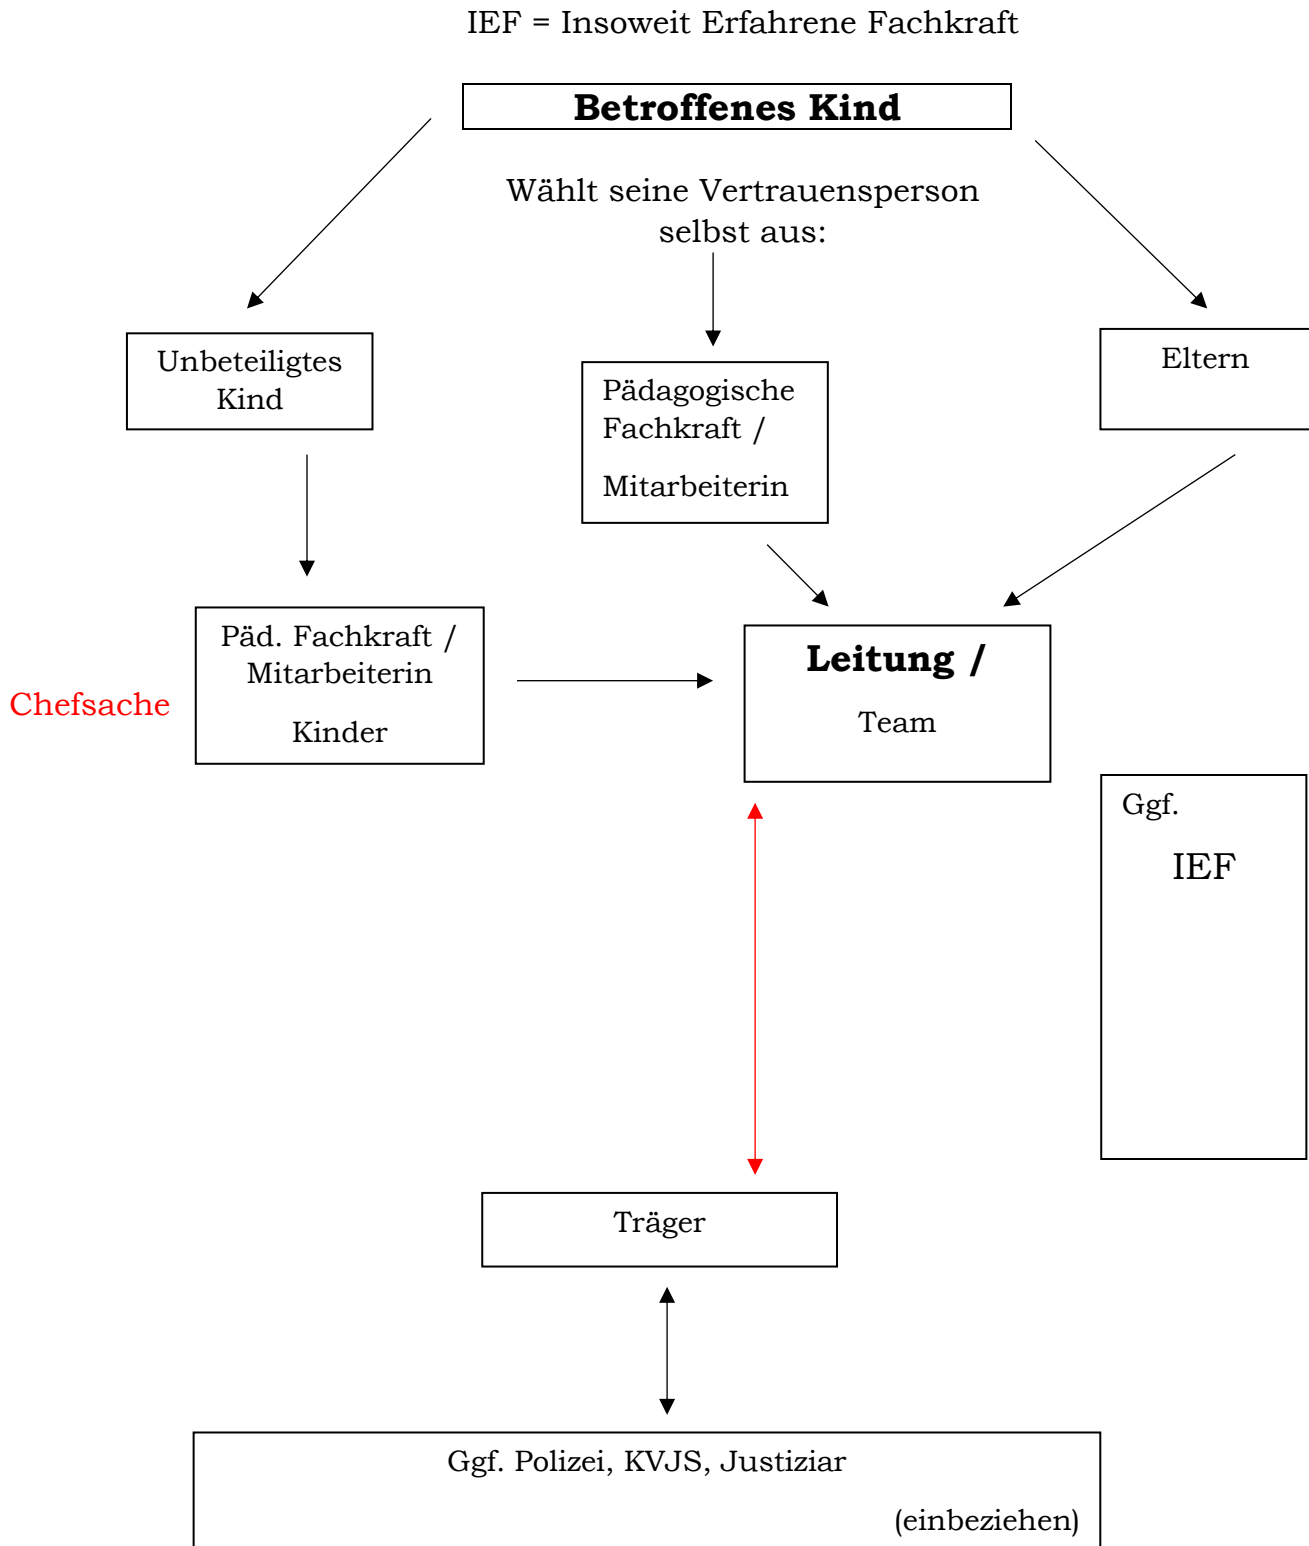 IEF = Insoweit Erfahrene Fachkraft
Betroffenes Kind
Wählt seine Vertrauensperson
selbst aus:
Unbeteiligtes
Kind
Pädagogische
Fachkraft /
Mitarbeiterin
Eltern
Päd. Fachkraft /
Mitarbeiterin
Kinder
Chefsache
Leitung /
Team
Ggf.
IEF
Träger
Ggf. Polizei, KVJS, Justiziar
(einbeziehen)